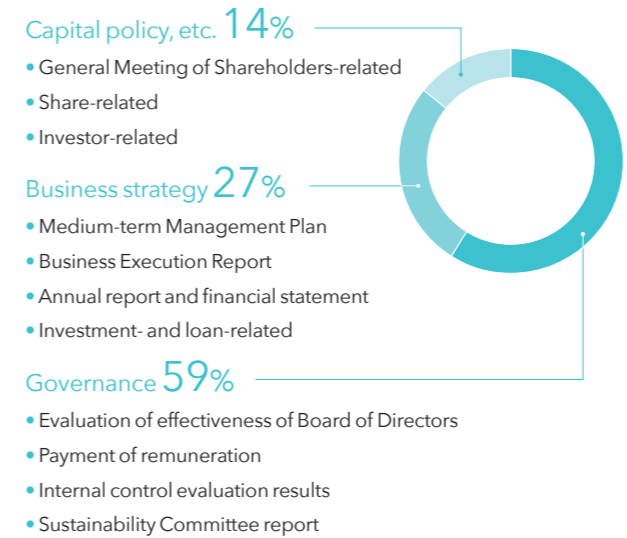 Capital policy, etc. 14%
• General Meeting of Shareholders-related
• Share-related
• Investor-related
Business strategy 27%
• Medium-term Management Plan
• Business Execution Report
• Annual report and financial statement
• Investment- and loan-related
Governance 59%
• Evaluation of effectiveness of Board of Directors
• Payment of remuneration
• Internal control evaluation results
• Sustainability Committee report